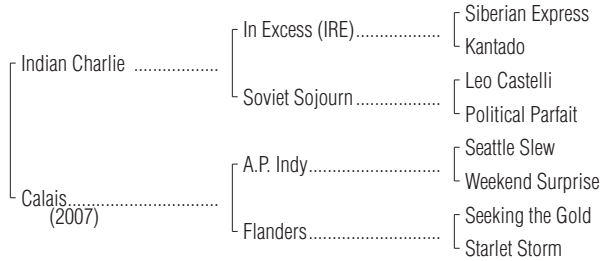 Siberian Express
In Excess (IRE)..................
Kantado
Indian Charlie ..................
Leo Castelli
Soviet Sojourn ..................
Political Parfait
Seattle Slew
A.P. Indy............................
Weekend Surprise
Calais................................
(2007)
Seeking the Gold
Flanders............................
Starlet Storm